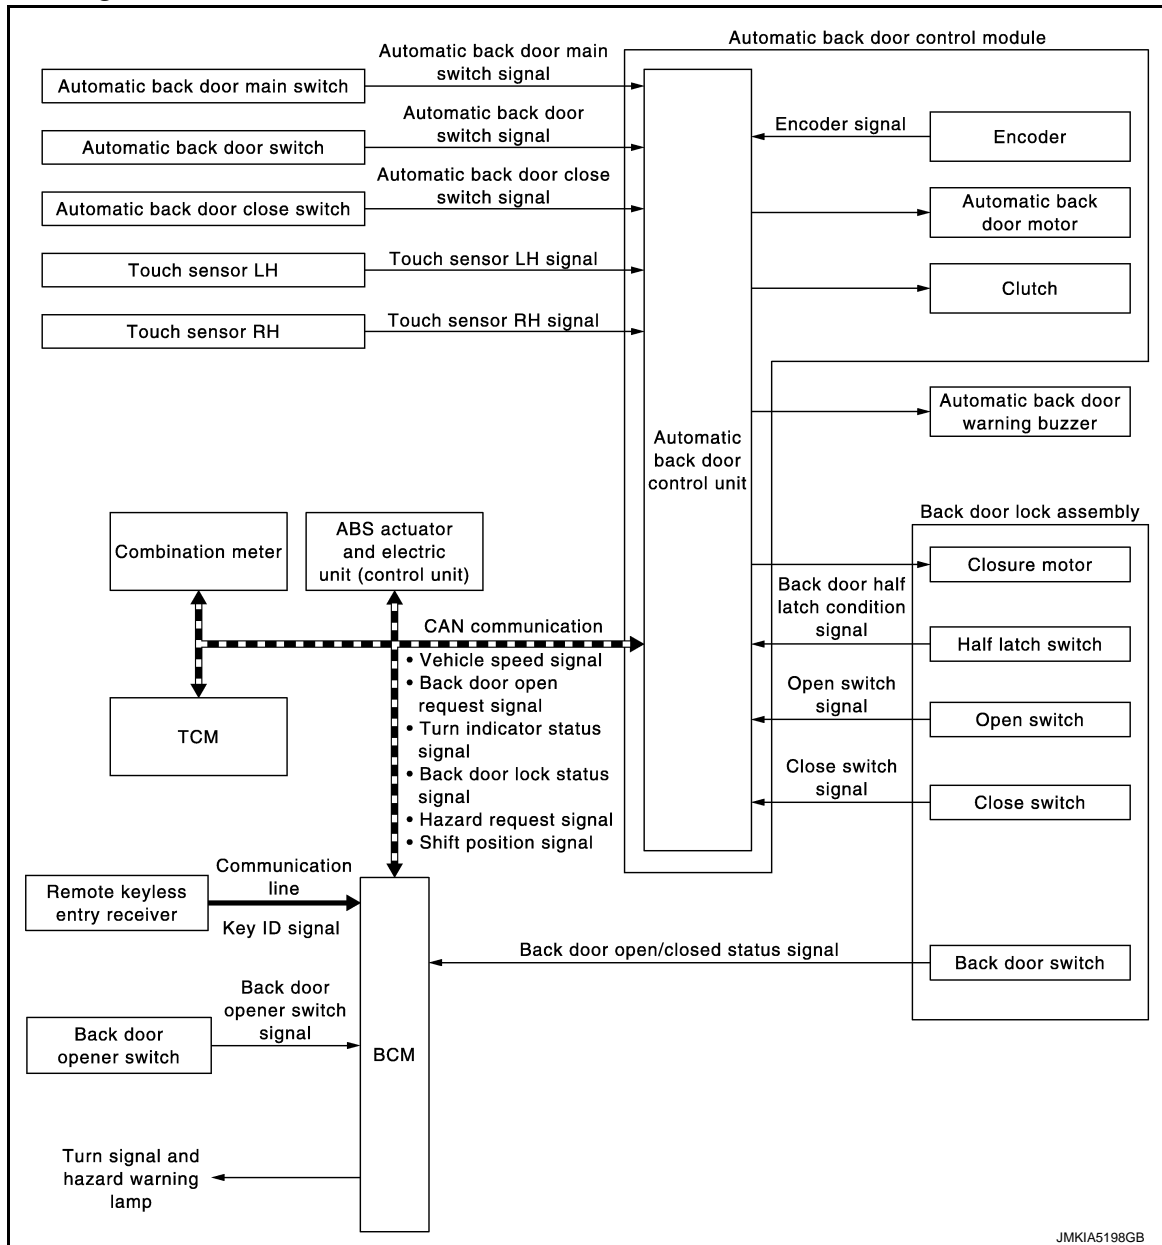 Automatic back door control module
Automatic back door main
switch signal
Automatic back door main switch
Automatic back door
switch signal
Automatic back door switch
Automatic back door close
switch signal
Automatic back door close switch
Touch sensor LH
Touch sensor LH signal
Touch sensor RH
Touch sensor RH signal
Encoder signal
Encoder
Automatic back
door motor
Clutch
Automatic back door
warning buzzer
Automatic
back door
control unit
Back door lock assembly
Closure motor
Back door half
latch condition
signal
Half latch switch
Open switch
signal
Open switch
Close switch
signal
Close switch
Combination meter
ABS actuator
and electric
unit (control unit)
CAN communication
• Vehicle speed signal
• Back door open
request signal
• Turn indicator status
signal
• Back door lock status
signal
• Hazard request signal
• Shift position signal
TCM
Remote keyless
entry receiver
Communication
line
Key ID signal
Back door open/closed status signal
Back door switch
Back door
opener switch
signal
Back door
opener switch
BCM
Turn signal and
hazard warning
lamp
JMKIA5198GB